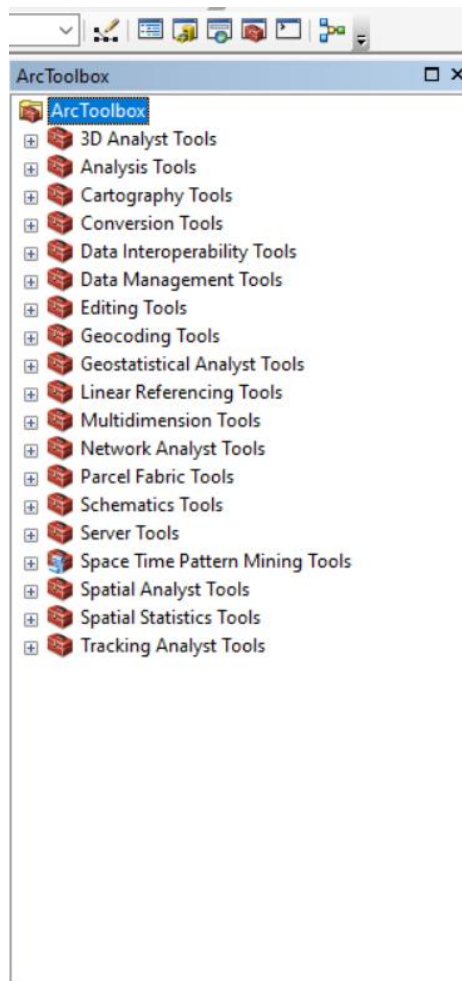 ArcToolbox
ArcToolbox
3D Analyst Tools
Analysis Tools
Cartography Tools
Conversion Tools
Data Interoperability Tools
Data Management Tools
Editing Tools
Geocoding Tools
Geostatistical Analyst Tools
Linear Referencing Tools
Multidimension Tools
Network Analyst Tools
Parcel Fabric Tools
Schematics Tools
Server Tools
Space Time Pattern Mining Tools
Spatial Analyst Tools
Spatial Statistics Tools
Tracking Analyst Tools